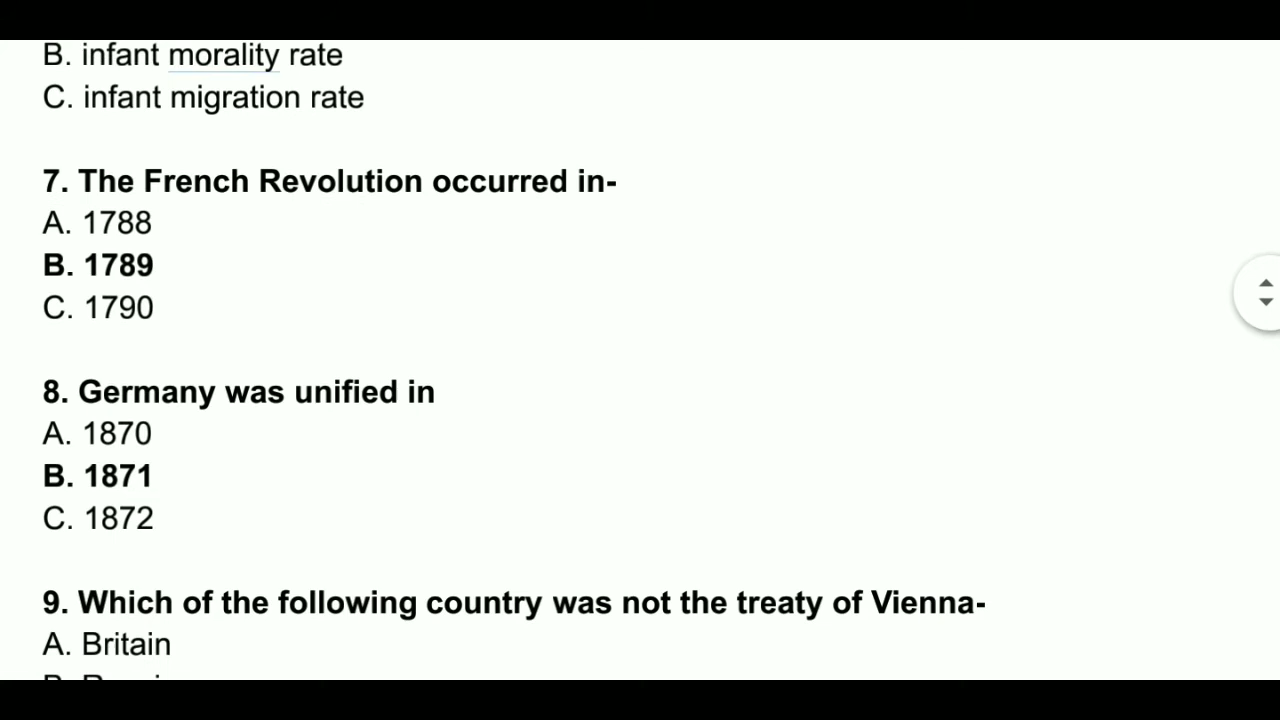 B. infant morality rate
C. infant migration rate
7. The French Revolution occurred in-
A. 1788
B. 1789
C. 1790
8. Germany was unified in
A. 1870
B. 1871
C. 1872
9. Which of the following country was not the treaty of Vienna-
A. Britain